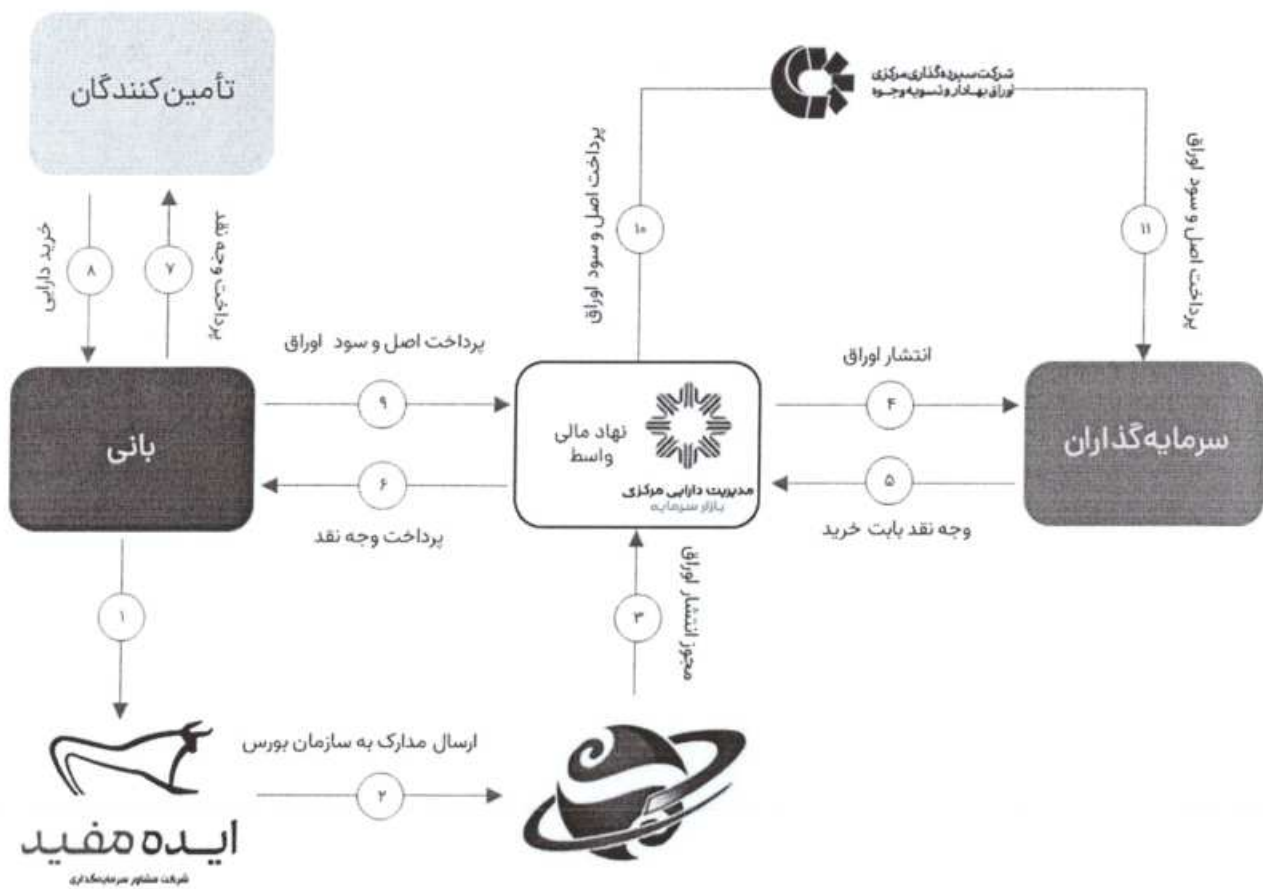 تأمین‌کنندگان
شرکت سپرده‌گذاری مرکزی
اوراق بهادار و تسویه وجوه
پرداخت اصل و سود اوراق
۱۰
پرداخت اصل و سود اوراق
۱۱
خرید دارایی
۸
۷
پرداخت وجه نقد
پرداخت اصل و سود اوراق
۹
انتشار اوراق
۴
بانی
نهاد مالی
واسط
مدیریت دارایی مرکزی
بازار سرمایه
سرمایه‌گذاران
۶
پرداخت وجه نقد
۵
وجه نقد بابت خرید
۱
۳
مجوز انتشار اوراق
ارسال مدارک به سازمان بورس
۲
ایده مفید
شرکت مشاور سرمایه‌گذاری